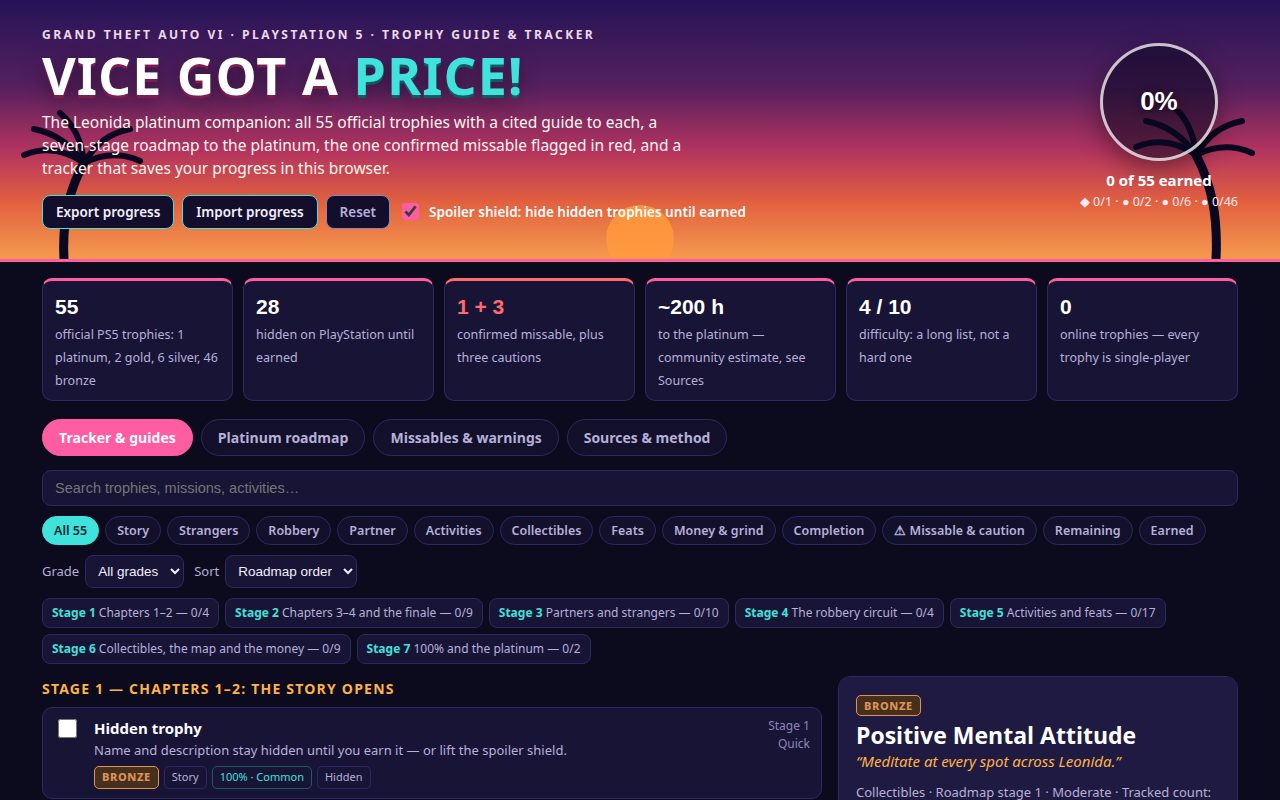 GRAND THEFT AUTO VI · PLAYSTATION 5 · TROPHY GUIDE & TRACKER
VICE GOT A PRICE!
The Leonida platinum companion: all 55 official trophies with a cited guide to each, a
seven-stage roadmap to the platinum, the one confirmed missable flagged in red, and a
tracker that saves your progress in this browser.
Export progress
Import progress
Reset
Spoiler shield: hide hidden trophies until earned
0%
0 of 55 earned
◆ 0/1 · ● 0/2 · ● 0/6 · ● 0/46
55
official PS5 trophies: 1
platinum, 2 gold, 6 silver, 46
bronze
28
hidden on PlayStation until
earned
1 + 3
confirmed missable, plus
three cautions
~200 h
to the platinum —
community estimate, see
Sources
4 / 10
difficulty: a long list, not a
hard one
0
online trophies — every
trophy is single-player
Tracker & guides
Platinum roadmap
Missables & warnings
Sources & method
Search trophies, missions, activities…
All 55
Story
Strangers
Robbery
Partner
Activities
Collectibles
Feats
Money & grind
Completion
⚠ Missable & caution
Remaining
Earned
Grade
All grades
Sort
Roadmap order
Stage 1 Chapters 1–2 — 0/4
Stage 2 Chapters 3–4 and the finale — 0/9
Stage 3 Partners and strangers — 0/10
Stage 4 The robbery circuit — 0/4
Stage 5 Activities and feats — 0/17
Stage 6 Collectibles, the map and the money — 0/9
Stage 7 100% and the platinum — 0/2
STAGE 1 — CHAPTERS 1–2: THE STORY OPENS
Hidden trophy
Name and description stay hidden until you earn it — or lift the spoiler shield.
BRONZE
Story
100% · Common
Hidden
Stage 1
Quick
BRONZE
Positive Mental Attitude
“Meditate at every spot across Leonida.”
Collectibles · Roadmap stage 1 · Moderate · Tracked count: